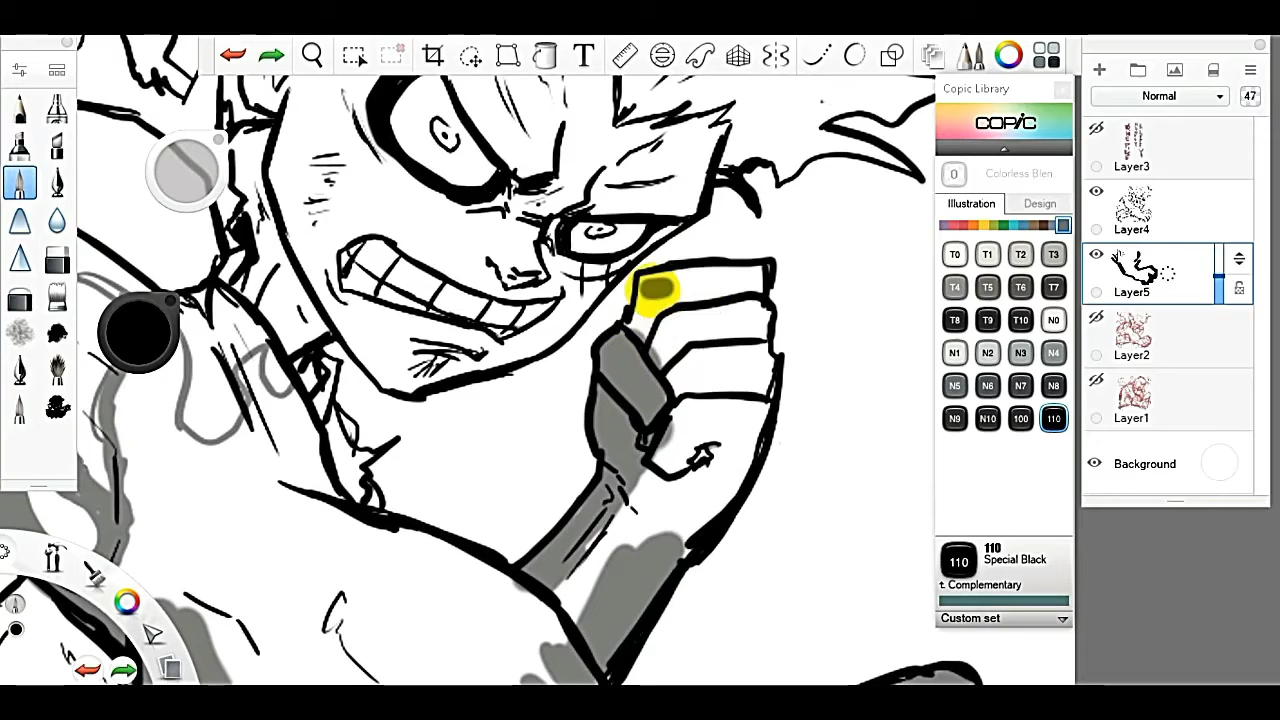 T
Copic Library
COPIC
0 Colorless Blen
Illustration Design
T0 T1 T2 T3
T4 T5 T6 T7
T8 T9 T10 N0
N1 N2 N3 N4
N5 N6 N7 N8
N9 N10 100 110
110
110
Special Black
t. Complementary
Custom set
Normal 47
Layer3
Layer4
Layer5
Layer2
Layer1
Background